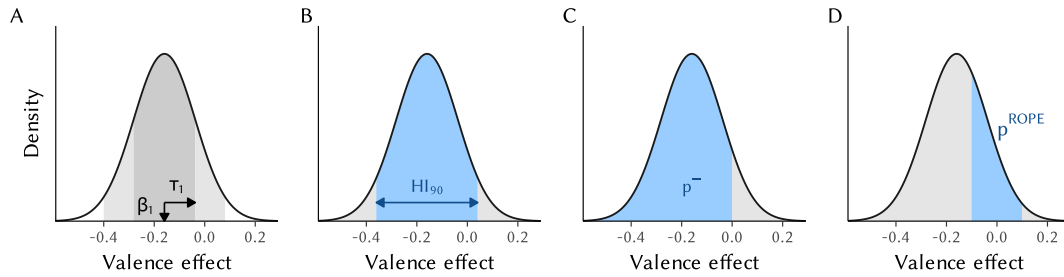 A
B
C
D
Density
β₁
τ₁
HI₉₀
p⁻
pᴿᴼᴾᴱ
−0.4 −0.2 0.0 0.2
−0.4 −0.2 0.0 0.2
−0.4 −0.2 0.0 0.2
−0.4 −0.2 0.0 0.2
Valence effect
Valence effect
Valence effect
Valence effect